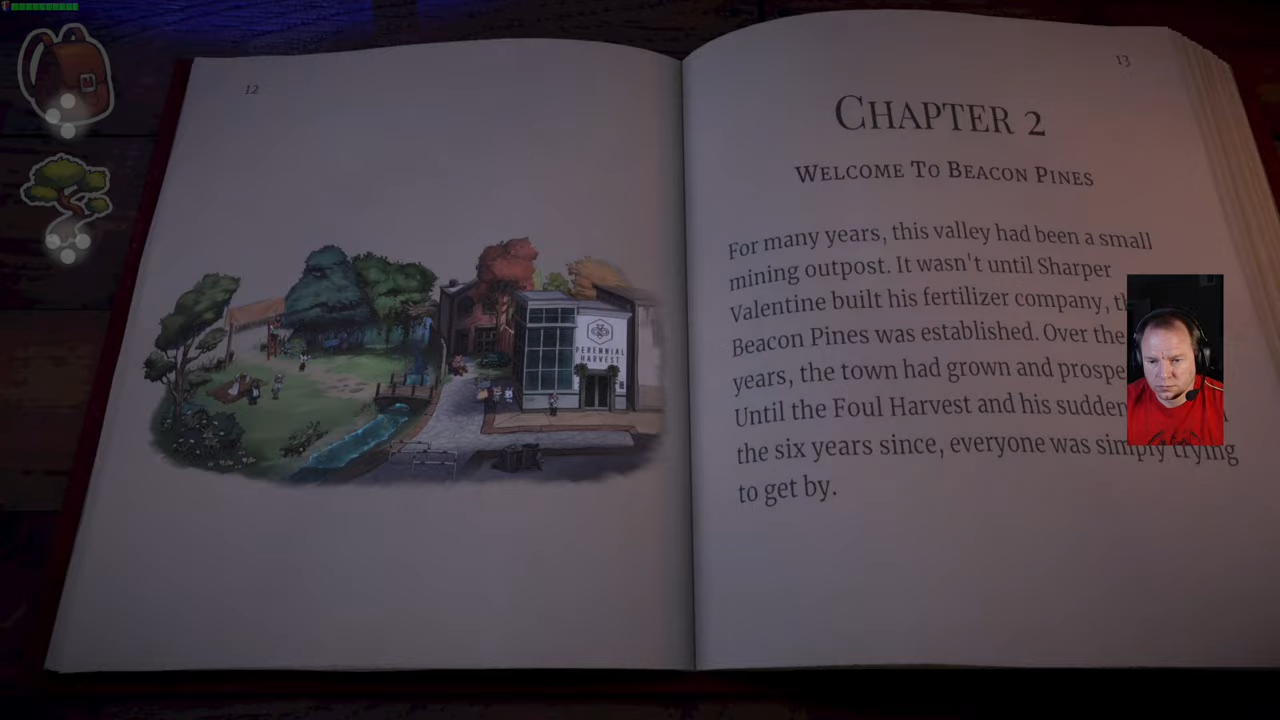 12
PERENNIAL
HARVEST
13
CHAPTER 2
WELCOME TO BEACON PINES
For many years, this valley had been a small
mining outpost. It wasn't until Sharper
Valentine built his fertilizer company,
Beacon Pines was established. Over the
years, the town had grown and
Until the Foul Harvest and his
the six years since, everyone was simply trying
to get by.